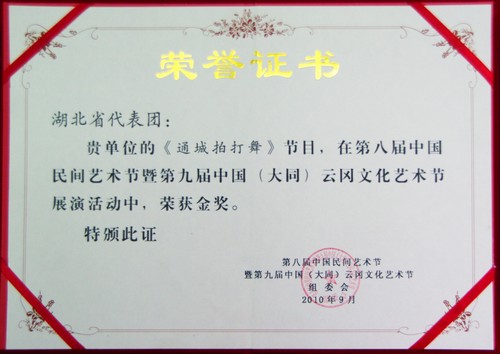 荣誉证书
湖北省代表团：
贵单位的《通城拍打舞》节目，在第八届中国
民间艺术节暨第九届中国（大同）云冈文化艺术节
展演活动中，荣获金奖。
特颁此证
第八届中国民间艺术节
暨第九届中国（大同）云冈文化艺术节
组委会
2010年9月